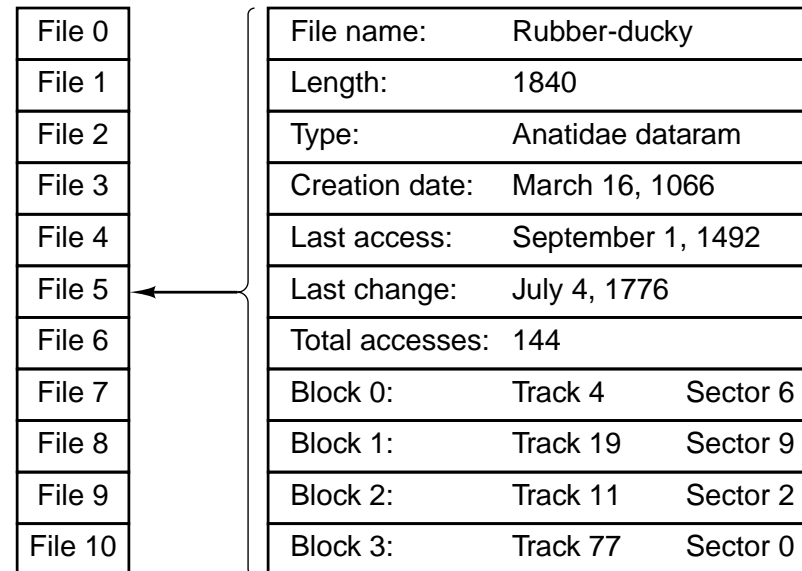 File 0
File 1
File 2
File 3
File 4
File 5
File 6
File 7
File 8
File 9
File 10
File name: Rubber-ducky
Length: 1840
Type: Anatidae dataram
Creation date: March 16, 1066
Last access: September 1, 1492
Last change: July 4, 1776
Total accesses: 144
Block 0: Track 4 Sector 6
Block 1: Track 19 Sector 9
Block 2: Track 11 Sector 2
Block 3: Track 77 Sector 0